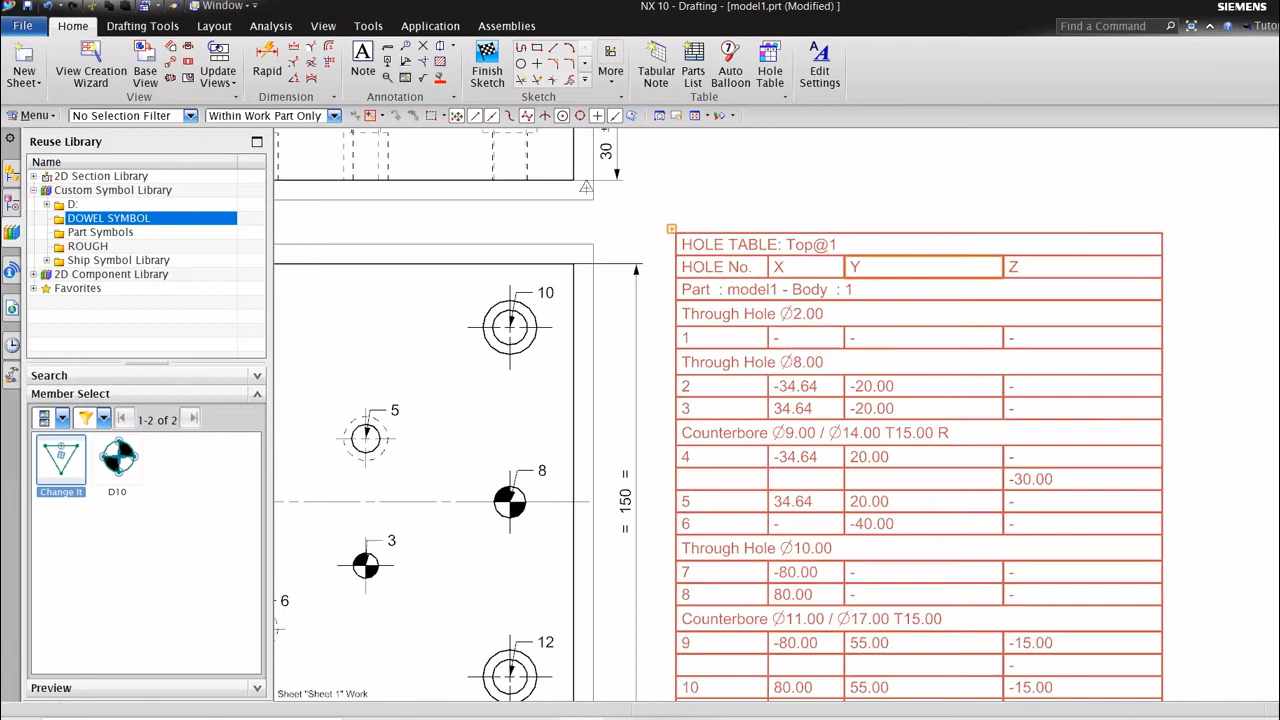 Window
NX 10 - Drafting - [model1.prt (Modified) ]
SIEMENS
File
Home
Drafting Tools
Layout
Analysis
View
Tools
Application
Assemblies
Find a Command
Tuto
New Sheet
View Creation Wizard
Base View
Update Views
View
Rapid
Dimension
Note
Annotation
Finish Sketch
More
Sketch
Tabular Note
Parts List
Auto Balloon
Hole Table
Table
Edit Settings
Menu
No Selection Filter
Within Work Part Only
Reuse Library
Name
2D Section Library
Custom Symbol Library
D:
DOWEL SYMBOL
Part Symbols
ROUGH
Ship Symbol Library
2D Component Library
Favorites
Search
Member Select
1-2 of 2
Change It
D10
Preview
30
10
5
8
= 150 =
3
6
12
Sheet "Sheet 1" Work
HOLE TABLE: Top@1
HOLE No. X Y Z
Part : model1 - Body : 1
Through Hole ∅2.00
1 - - -
Through Hole ∅8.00
2 -34.64 -20.00 -
3 34.64 -20.00 -
Counterbore ∅9.00 / ∅14.00 T15.00 R
4 -34.64 20.00 -
-30.00
5 34.64 20.00 -
6 - -40.00 -
Through Hole ∅10.00
7 -80.00 - -
8 80.00 - -
Counterbore ∅11.00 / ∅17.00 T15.00
9 -80.00 55.00 -15.00
-
10 80.00 55.00 -15.00